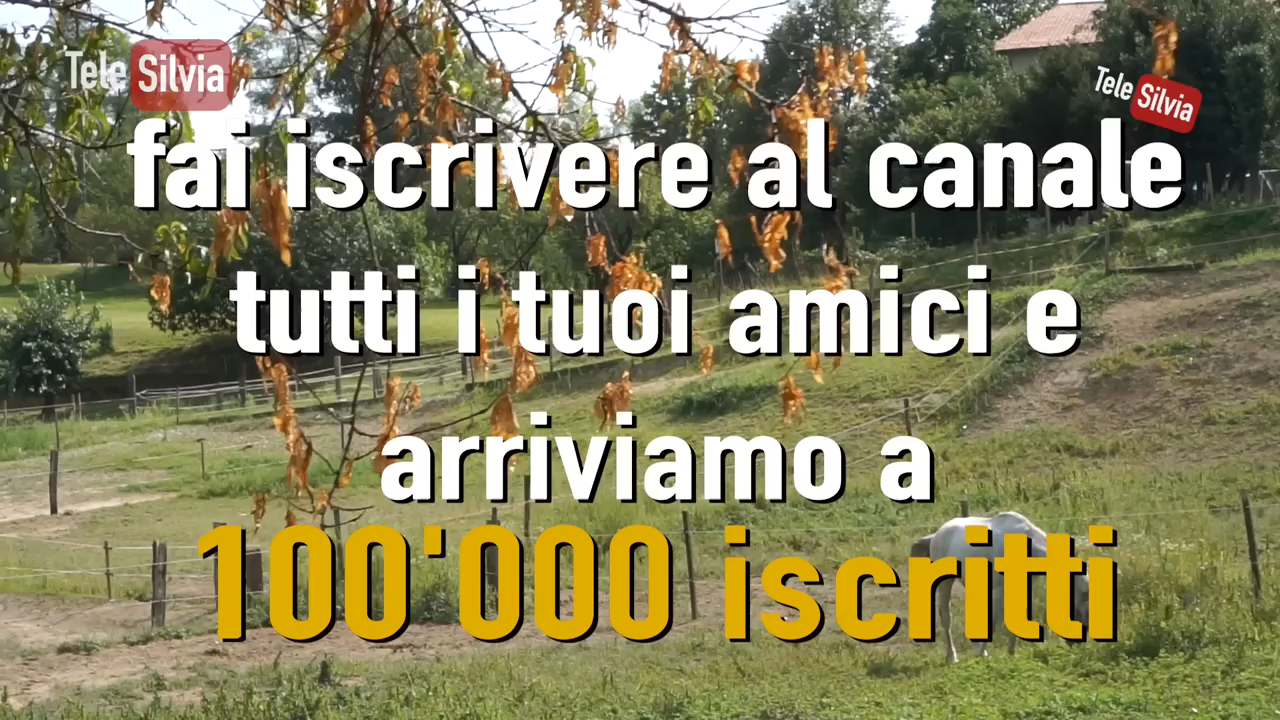 Tele Silvia
Tele Silvia
fai iscrivere al canale
tutti i tuoi amici e
arriviamo a
100'000 iscritti